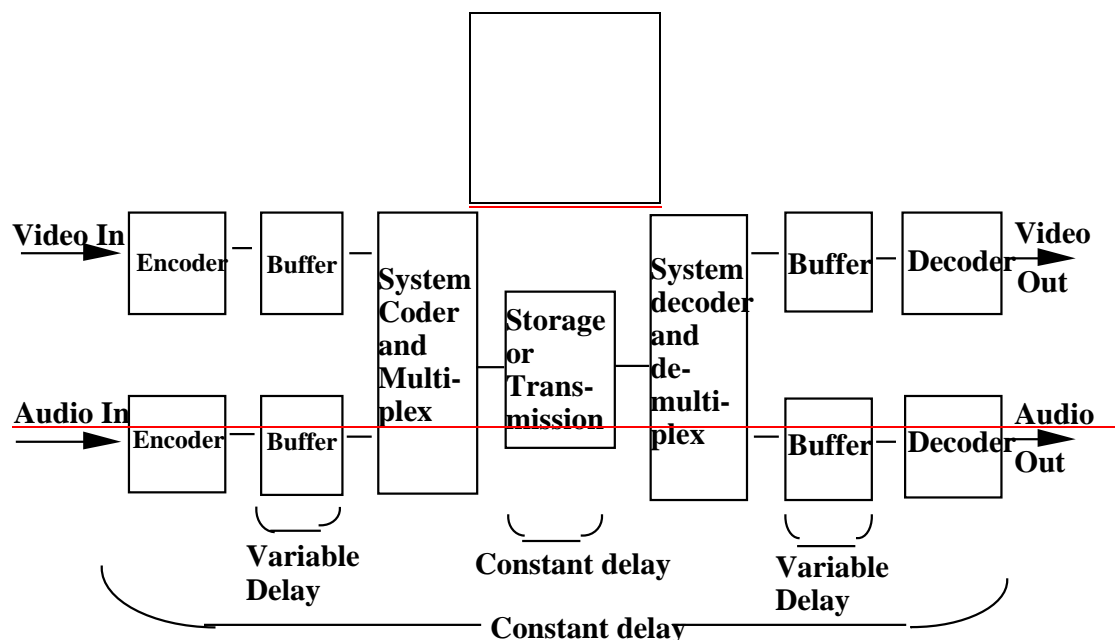 Video In
Encoder
Buffer
System
Coder
and
Multi-
plex
Storage
or
Trans-
mission
System
decoder
and
de-
multi-
plex
Buffer
Decoder
Video
Out
Audio In
Encoder
Buffer
Buffer
Decoder
Audio
Out
Variable
Delay
Constant delay
Variable
Delay
Constant delay